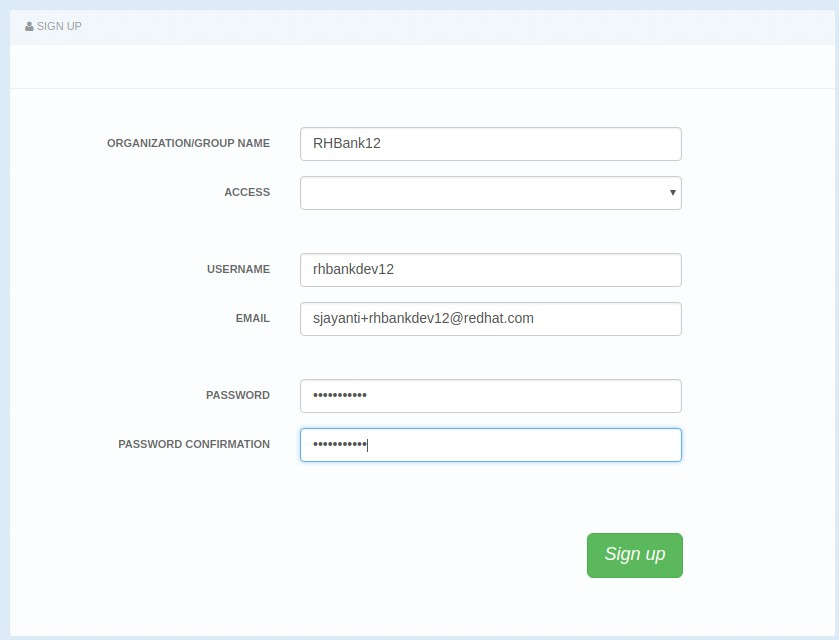 SIGN UP
ORGANIZATION/GROUP NAME RHBank12
ACCESS
USERNAME rhbankdev12
EMAIL sjayanti+rhbankdev12@redhat.com
PASSWORD •••••••••••
PASSWORD CONFIRMATION •••••••••••
Sign up